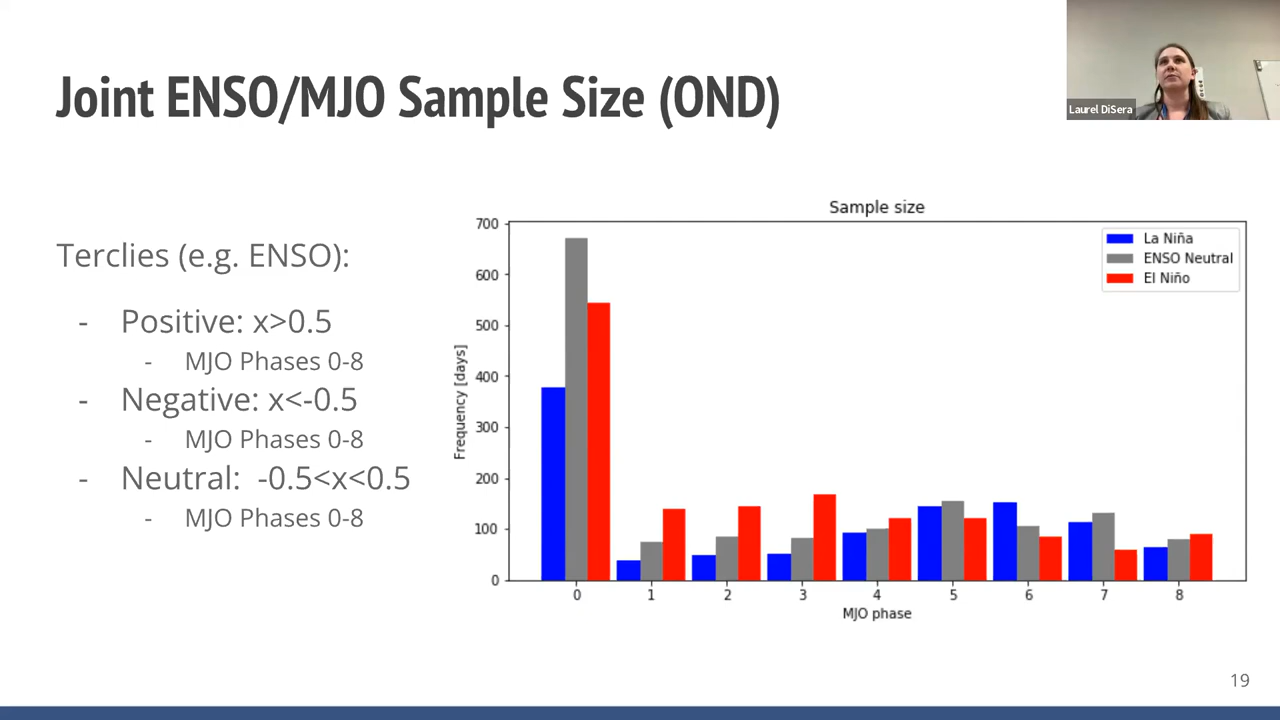 Joint ENSO/MJO Sample Size (OND)
Laurel DiSera
Terclies (e.g. ENSO):
- Positive: x>0.5
- MJO Phases 0-8
- Negative: x<-0.5
- MJO Phases 0-8
- Neutral: -0.5<x<0.5
- MJO Phases 0-8
Sample size
La Niña
ENSO Neutral
El Niño
Frequency [days]
700
600
500
400
300
200
100
0
0 1 2 3 4 5 6 7 8
MJO phase
19